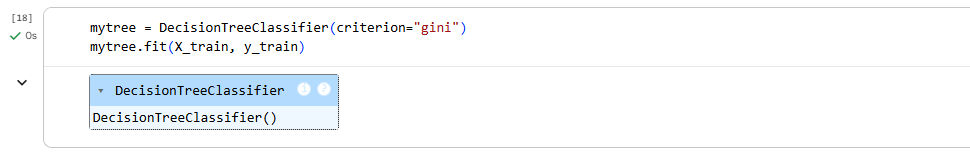 [18]
0s
mytree = DecisionTreeClassifier(criterion="gini")
mytree.fit(X_train, y_train)
DecisionTreeClassifier i ?
DecisionTreeClassifier()